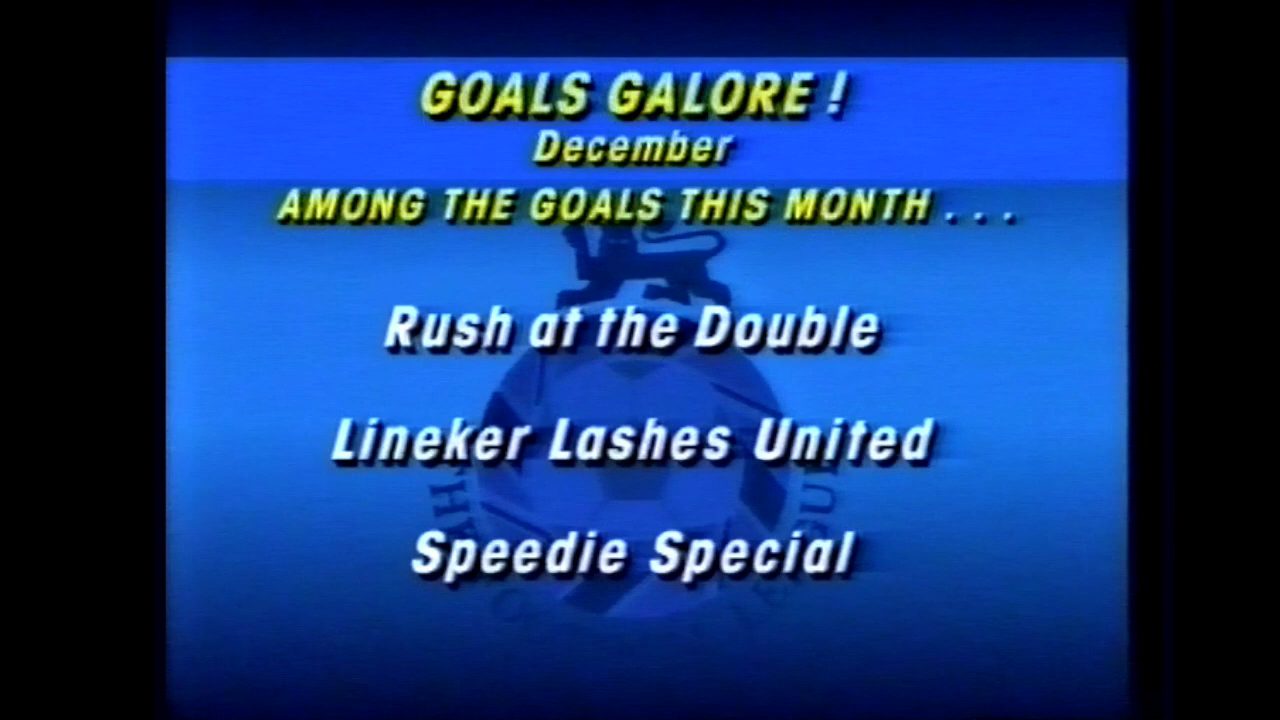 GOALS GALORE !
December
AMONG THE GOALS THIS MONTH . . .
Rush at the Double
Lineker Lashes United
Speedie Special